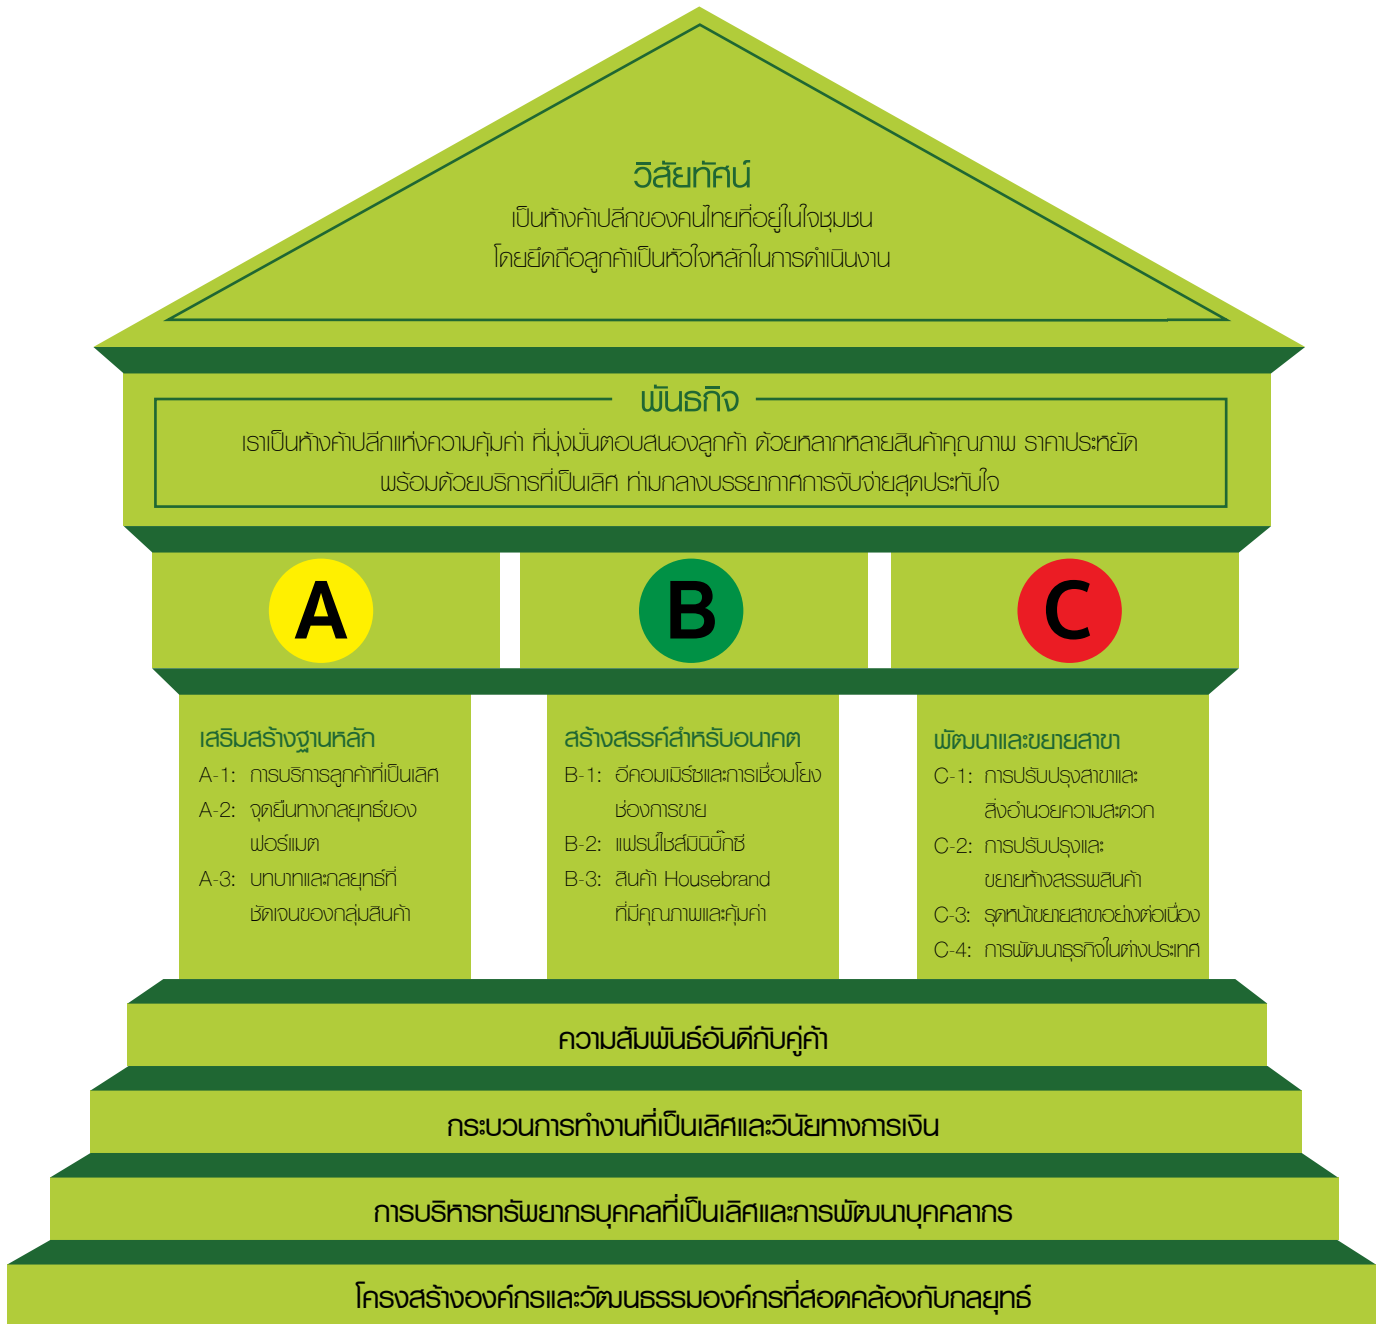 วิสัยทัศน์
เป็นห้างค้าปลีกของคนไทยที่อยู่ในใจชุมชน
โดยยึดถือลูกค้าเป็นหัวใจหลักในการดำเนินงาน
พันธกิจ
เราเป็นห้างค้าปลีกแห่งความคุ้มค่า ที่มุ่งมั่นตอบสนองลูกค้า ด้วยหลากหลายสินค้าคุณภาพ ราคาประหยัด
พร้อมด้วยบริการที่เป็นเลิศ ท่ามกลางบรรยากาศการจับจ่ายสุดประทับใจ
A
B
C
เสริมสร้างฐานหลัก
A-1: การบริการลูกค้าที่เป็นเลิศ
A-2: จุดยืนทางกลยุทธ์ของ
ฟอร์แมต
A-3: บทบาทและกลยุทธ์ที่
ชัดเจนของกลุ่มสินค้า
สร้างสรรค์สำหรับอนาคต
B-1: อีคอมเมิร์ซและการเชื่อมโยง
ช่องการขาย
B-2: แฟรนไชส์มินิบิ๊กซี
B-3: สินค้า Housebrand
ที่มีคุณภาพและคุ้มค่า
พัฒนาและขยายสาขา
C-1: การปรับปรุงสาขาและ
สิ่งอำนวยความสะดวก
C-2: การปรับปรุงและ
ขยายห้างสรรพสินค้า
C-3: รุดหน้าขยายสาขาอย่างต่อเนื่อง
C-4: การพัฒนาธุรกิจในต่างประเทศ
ความสัมพันธ์อันดีกับคู่ค้า
กระบวนการทำงานที่เป็นเลิศและวินัยทางการเงิน
การบริหารทรัพยากรบุคคลที่เป็นเลิศและการพัฒนาบุคคลากร
โครงสร้างองค์กรและวัฒนธรรมองค์กรที่สอดคล้องกับกลยุทธ์